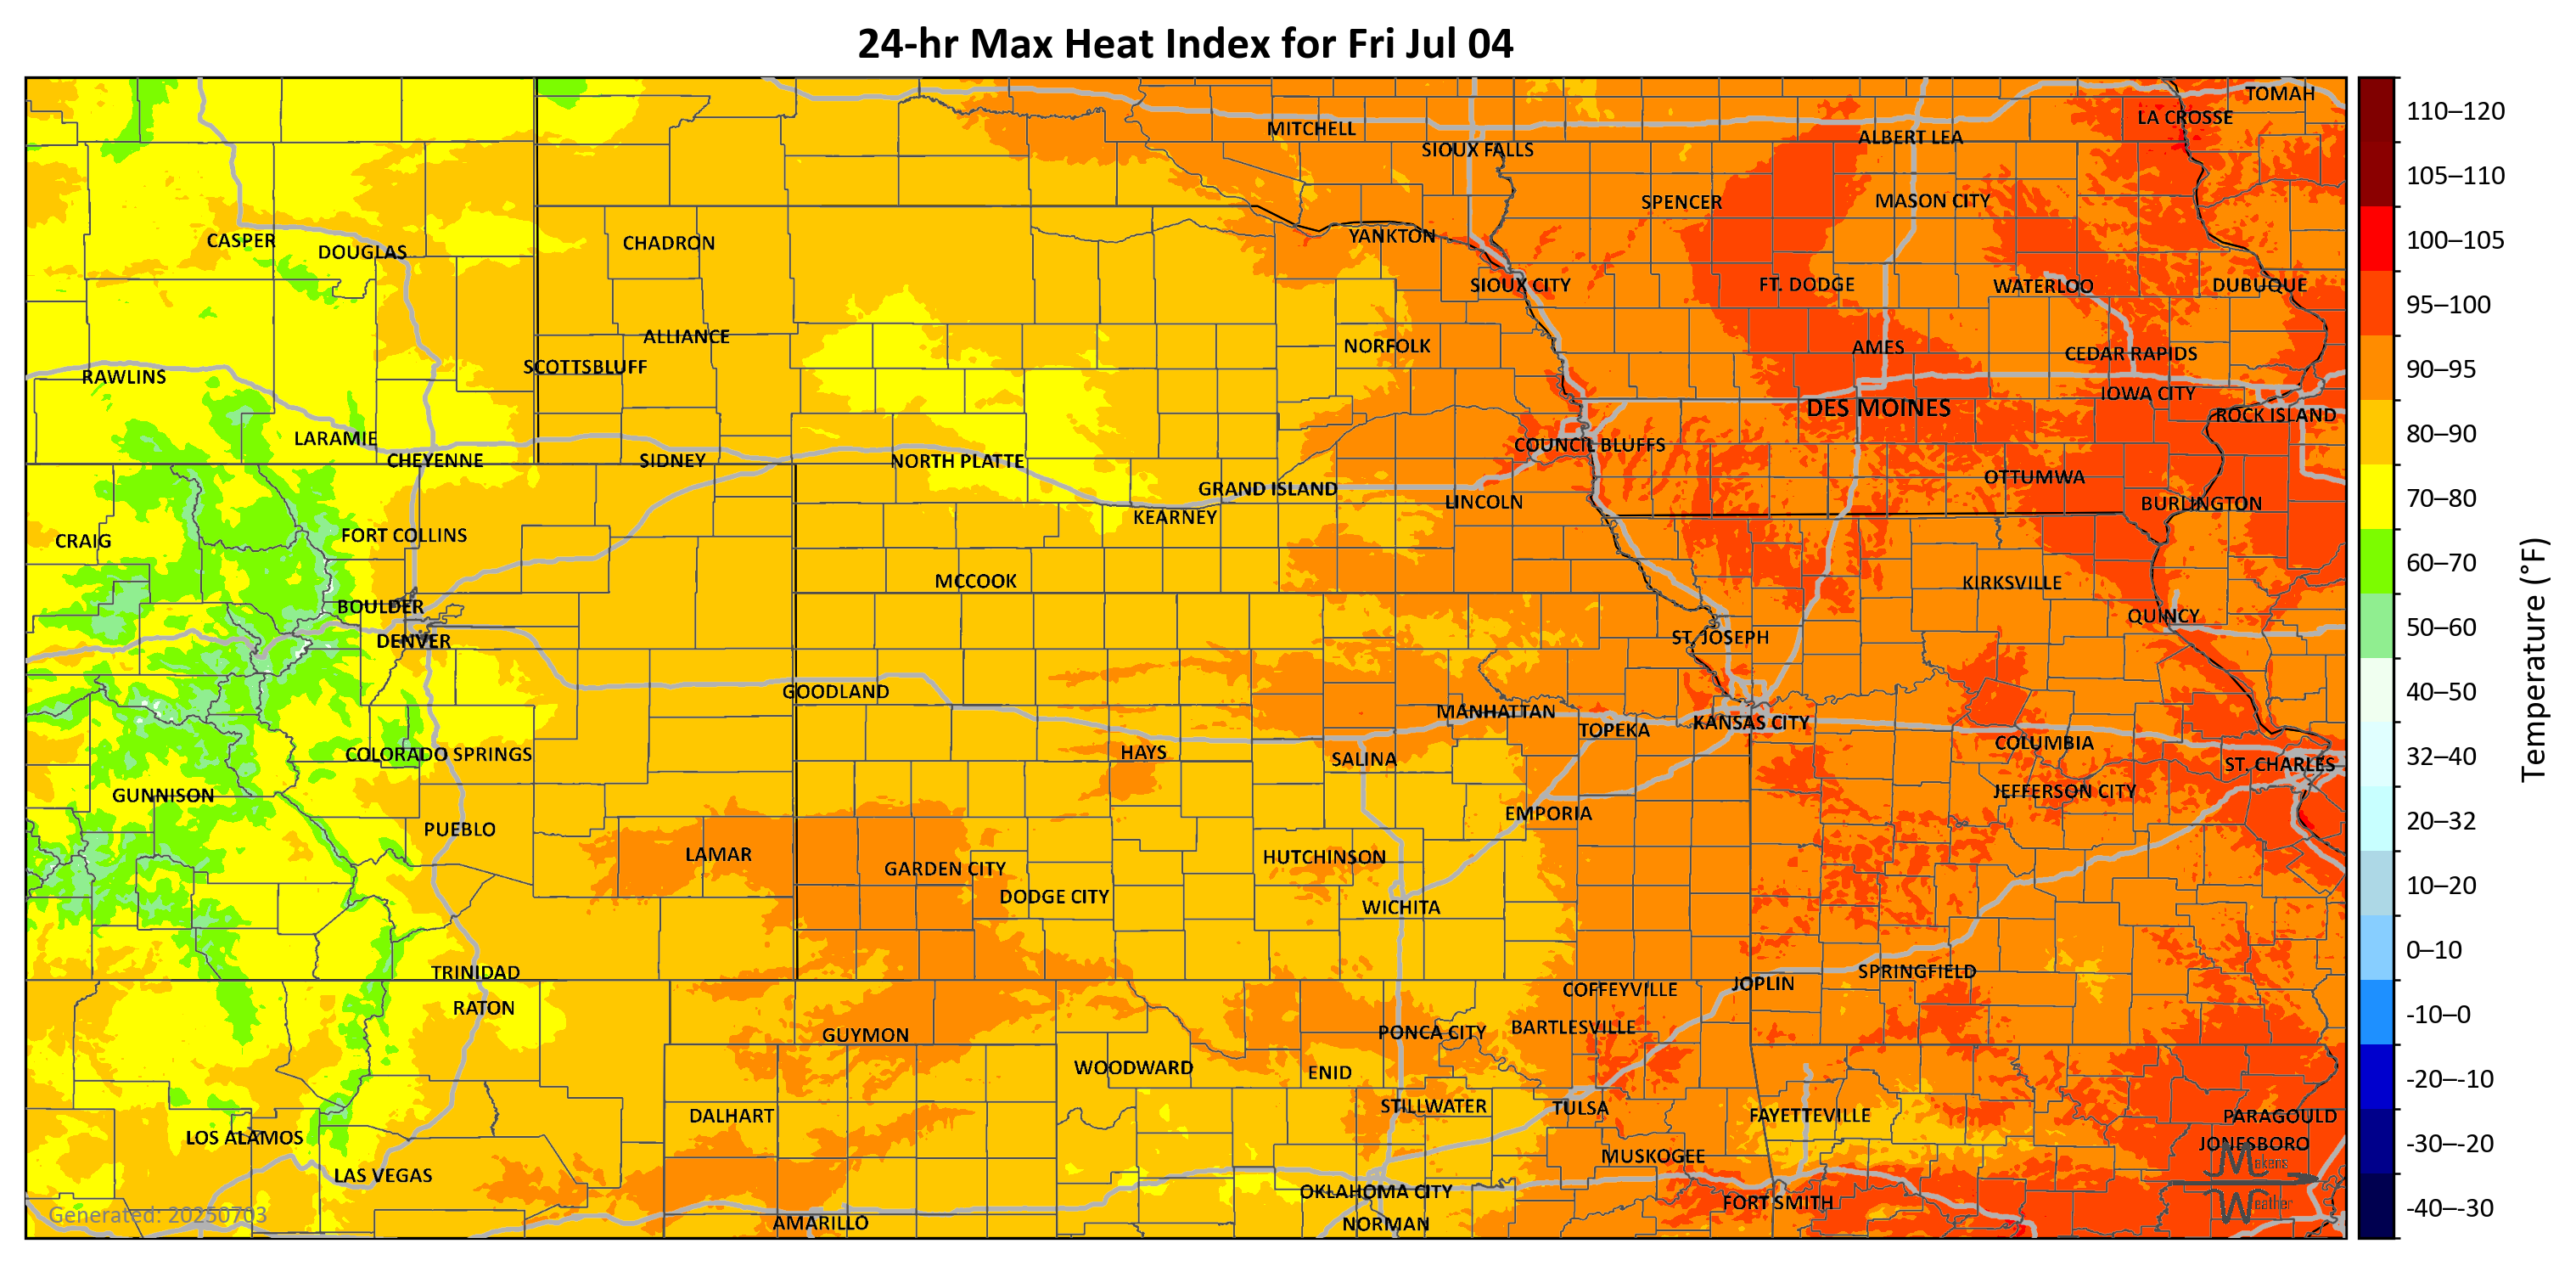 24-hr Max Heat Index for Fri Jul 04
TOMAH
LA CROSSE
MITCHELL
ALBERT LEA
SIOUX FALLS
SPENCER
MASON CITY
YANKTON
CASPER
CHADRON
DOUGLAS
SIOUX CITY
FT. DODGE
WATERLOO
DUBUQUE
ALLIANCE
NORFOLK
AMES
CEDAR RAPIDS
SCOTTSBLUFF
RAWLINS
IOWA CITY
DES MOINES
ROCK ISLAND
LARAMIE
COUNCIL BLUFFS
CHEYENNE
SIDNEY
NORTH PLATTE
OTTUMWA
GRAND ISLAND
LINCOLN
BURLINGTON
KEARNEY
FORT COLLINS
CRAIG
MCCOOK
KIRKSVILLE
BOULDER
QUINCY
DENVER
ST. JOSEPH
GOODLAND
MANHATTAN
KANSAS CITY
TOPEKA
COLUMBIA
COLORADO SPRINGS
HAYS
SALINA
ST. CHARLES
JEFFERSON CITY
GUNNISON
EMPORIA
PUEBLO
LAMAR
HUTCHINSON
GARDEN CITY
DODGE CITY
WICHITA
TRINIDAD
SPRINGFIELD
JOPLIN
COFFEYVILLE
RATON
BARTLESVILLE
PONCA CITY
GUYMON
WOODWARD
ENID
STILLWATER
TULSA
DALHART
FAYETTEVILLE
PARAGOULD
LOS ALAMOS
JONESBORO
MUSKOGEE
Makens
LAS VEGAS
OKLAHOMA CITY
FORT SMITH
Weather
Generated: 20250703
AMARILLO
NORMAN
110–120
105–110
100–105
95–100
90–95
80–90
70–80
60–70
50–60
40–50
32–40
20–32
10–20
0–10
-10–0
-20–-10
-30–-20
-40–-30
Temperature (°F)